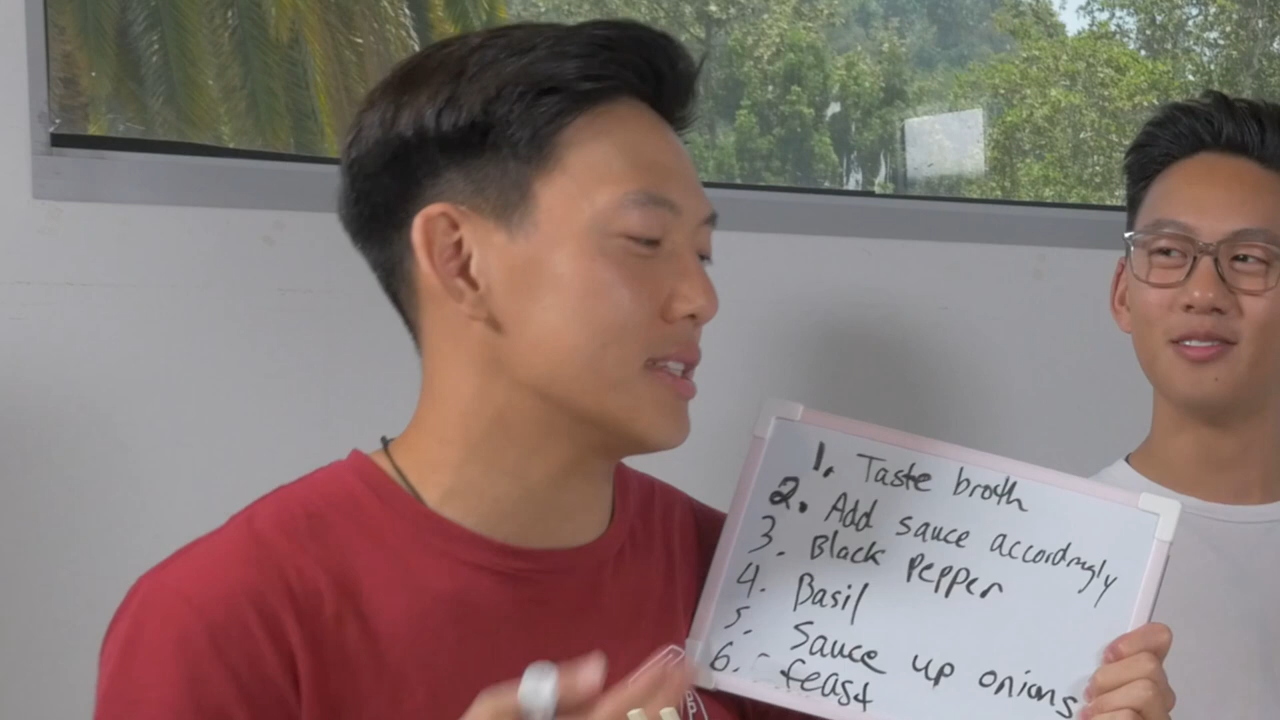 1. Taste broth
2. Add sauce accordingly
3. Black Pepper
4. Basil
5. Sauce up onions
6. feast